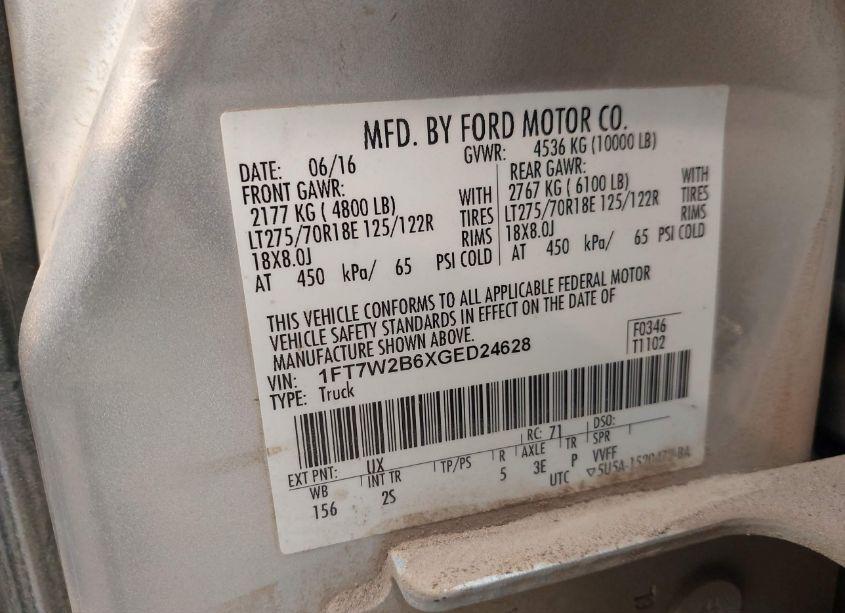 MFD. BY FORD MOTOR CO.
DATE: 06/16 GVWR: 4536 KG (10000 LB)
FRONT GAWR: REAR GAWR:
2177 KG ( 4800 LB) WITH 2767 KG ( 6100 LB) WITH
LT275/70R18E 125/122R TIRES LT275/70R18E 125/122R TIRES
18X8.0J RIMS 18X8.0J RIMS
AT 450 kPa/ 65 PSI COLD AT 450 kPa/ 65 PSI COLD
THIS VEHICLE CONFORMS TO ALL APPLICABLE FEDERAL MOTOR
VEHICLE SAFETY STANDARDS IN EFFECT ON THE DATE OF
MANUFACTURE SHOWN ABOVE.
VIN: 1FT7W2B6XGED24628 F0346
TYPE: Truck T1102
EXT PNT: UX RC: 71 DSO:
WB INT TR TP/PS R AXLE TR SPR
156 2S 5 3E P VVFF
UTC